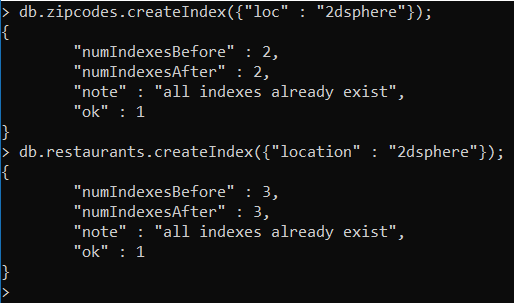 > db.zipcodes.createIndex({"loc" : "2dsphere"});
{
        "numIndexesBefore" : 2,
        "numIndexesAfter" : 2,
        "note" : "all indexes already exist",
        "ok" : 1
}
> db.restaurants.createIndex({"location" : "2dsphere"});
{
        "numIndexesBefore" : 3,
        "numIndexesAfter" : 3,
        "note" : "all indexes already exist",
        "ok" : 1
}
>